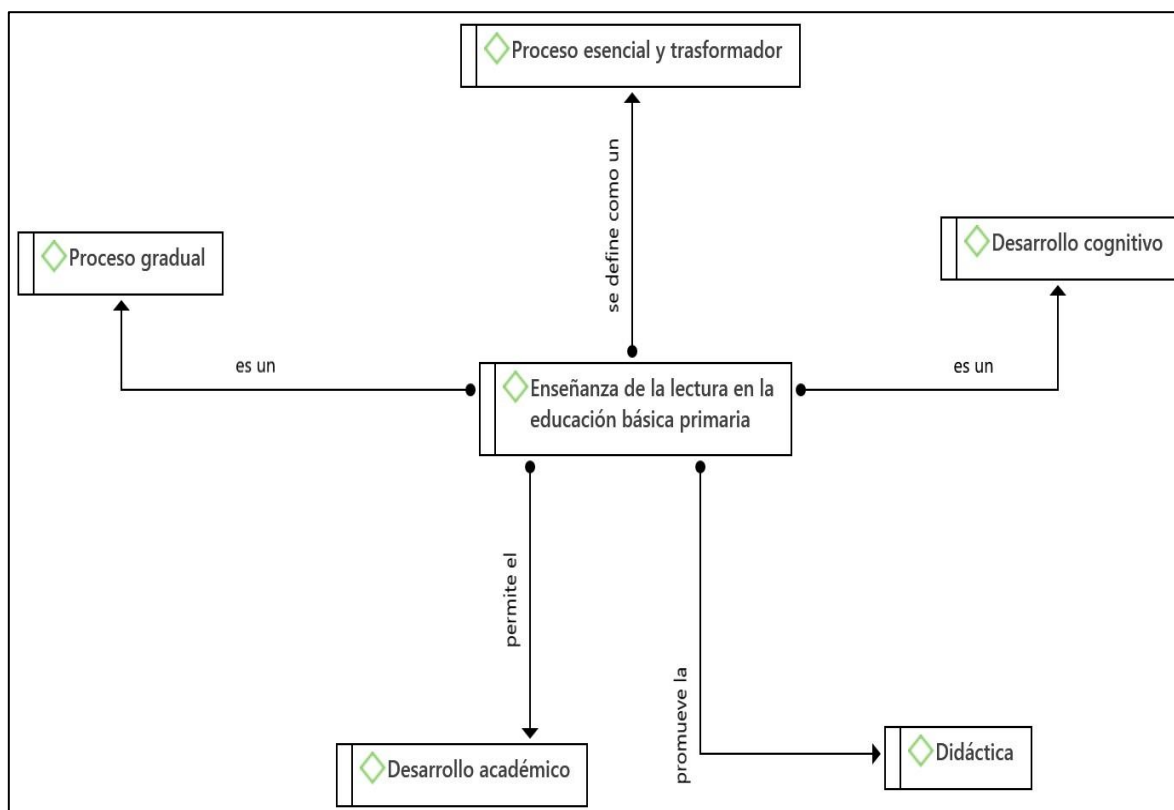 Proceso esencial y trasformador
se define como un
Proceso gradual
Desarrollo cognitivo
es un
es un
Enseñanza de la lectura en la
educación básica primaria
permite el
promueve la
Desarrollo académico
Didáctica